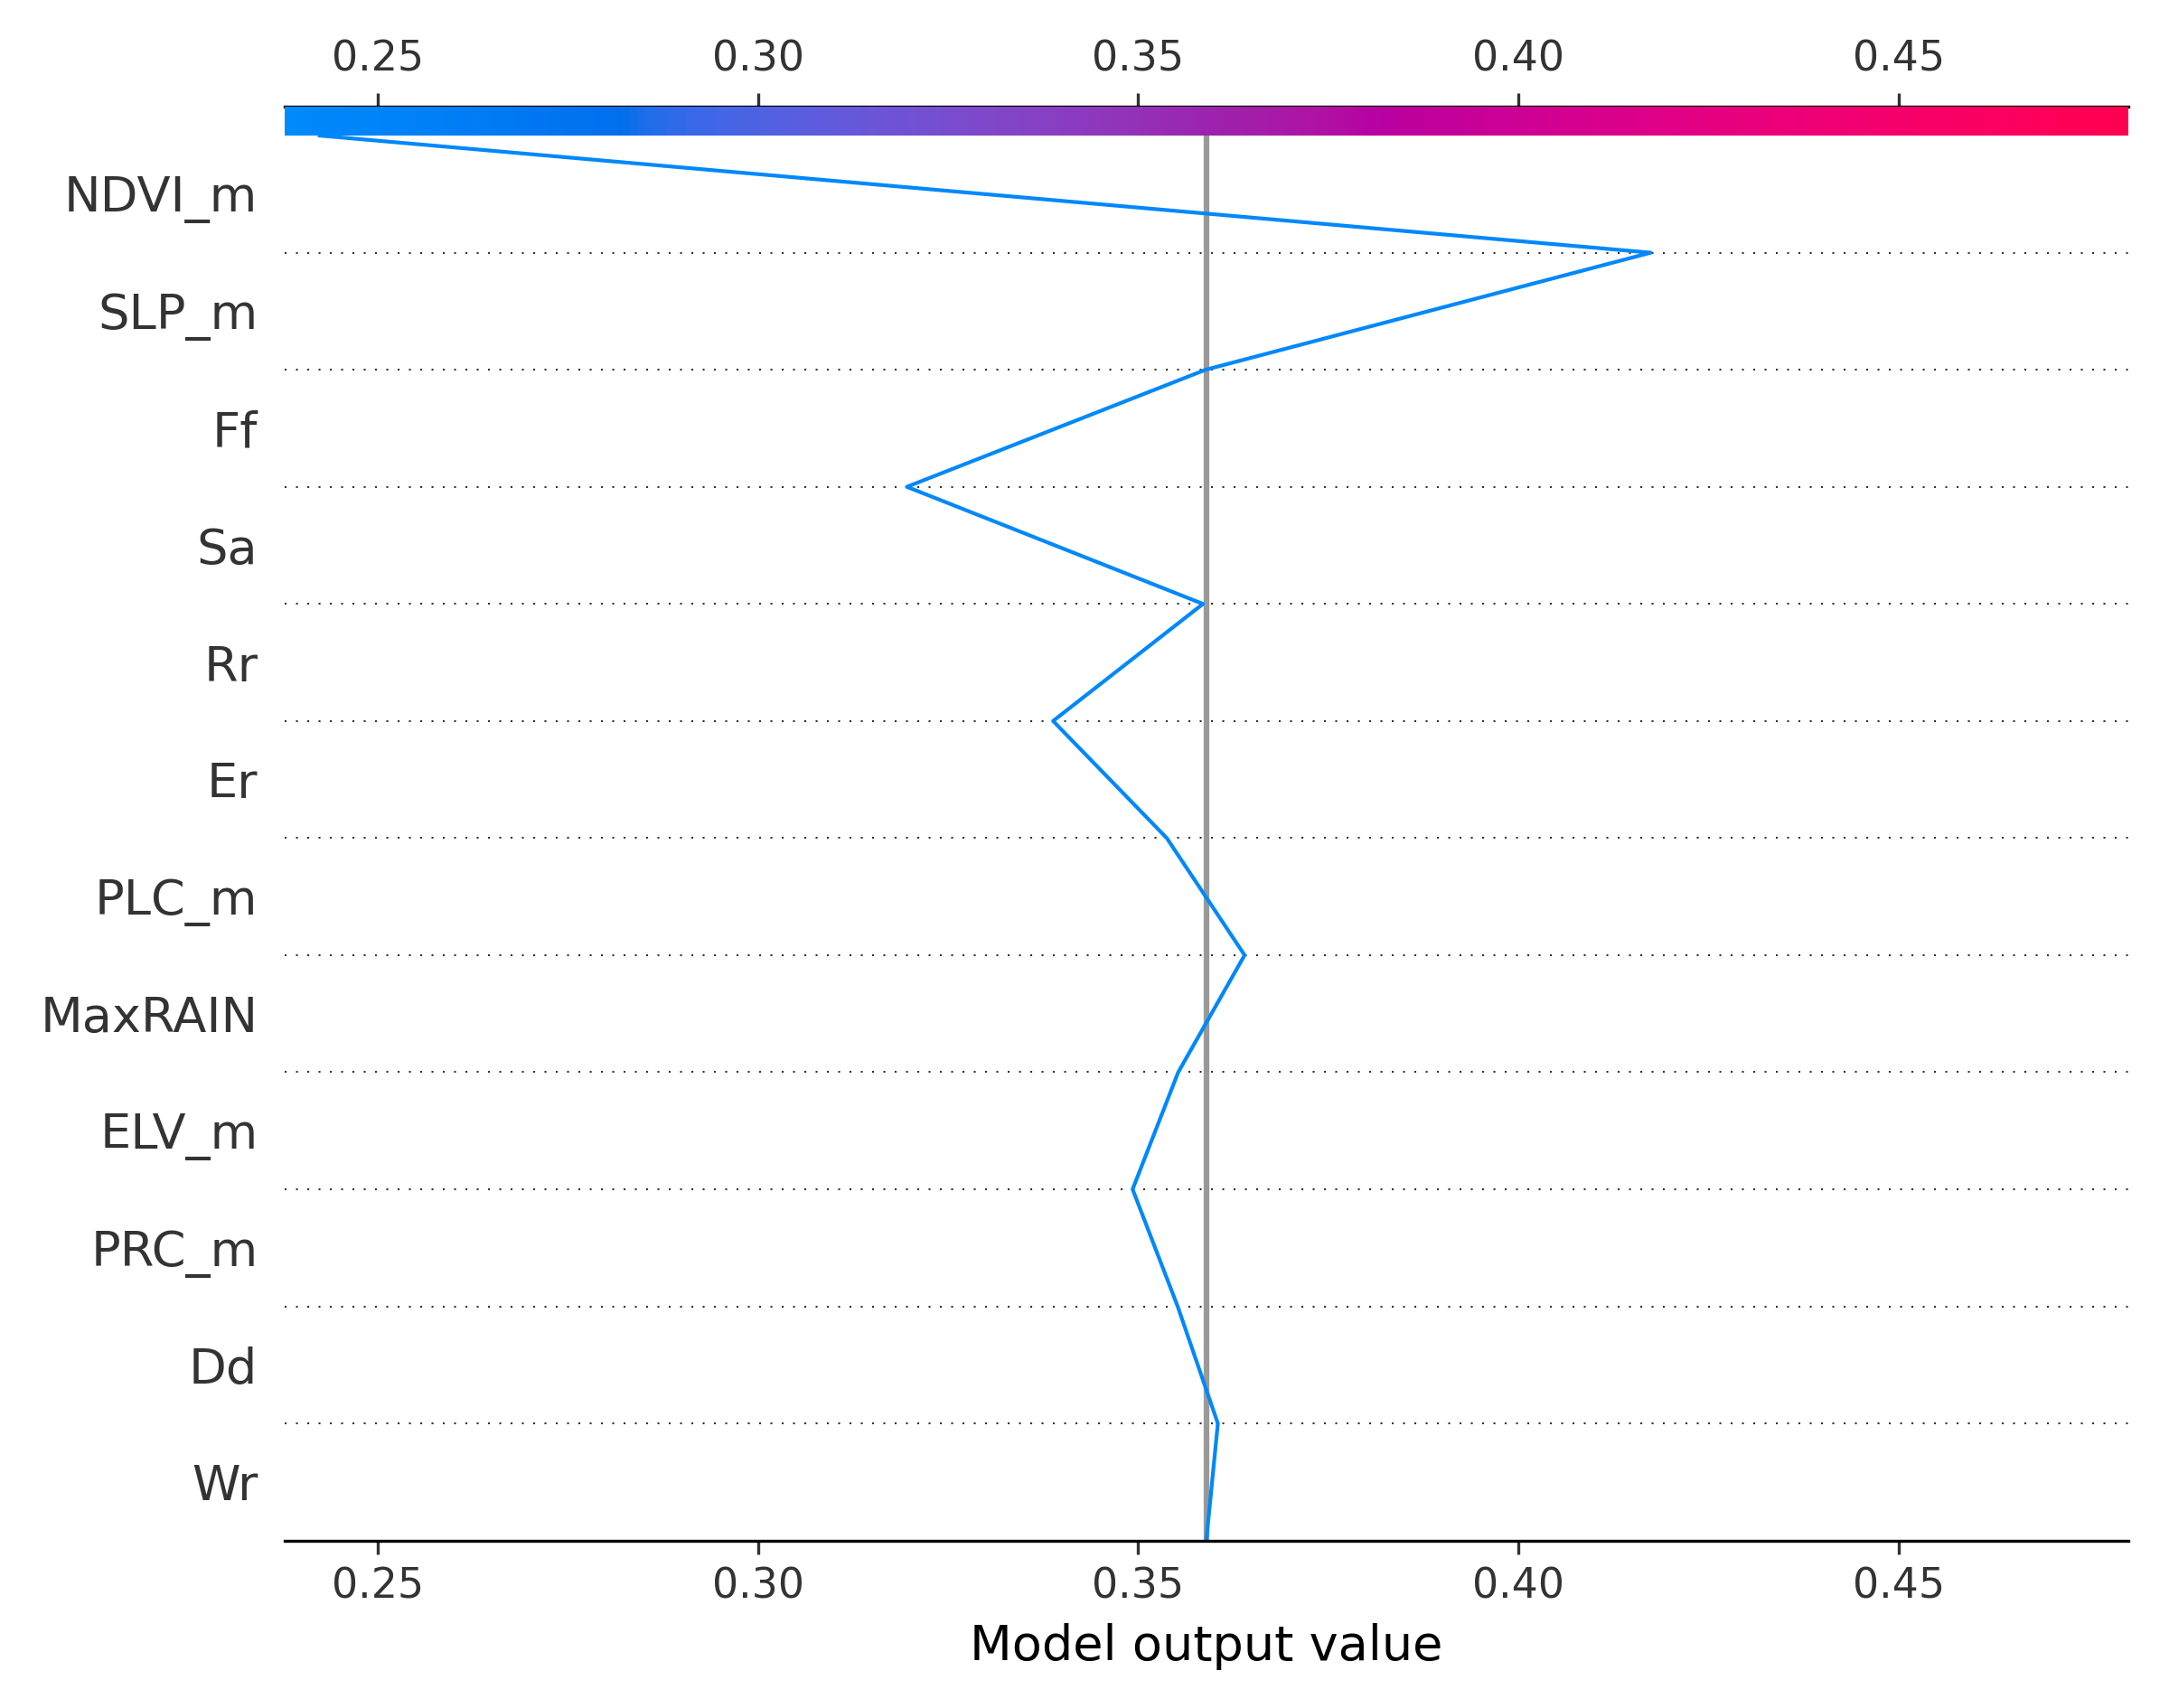 0.25 0.30 0.35 0.40 0.45
NDVI_m
SLP_m
Ff
Sa
Rr
Er
PLC_m
MaxRAIN
ELV_m
PRC_m
Dd
Wr
0.25 0.30 0.35 0.40 0.45
Model output value